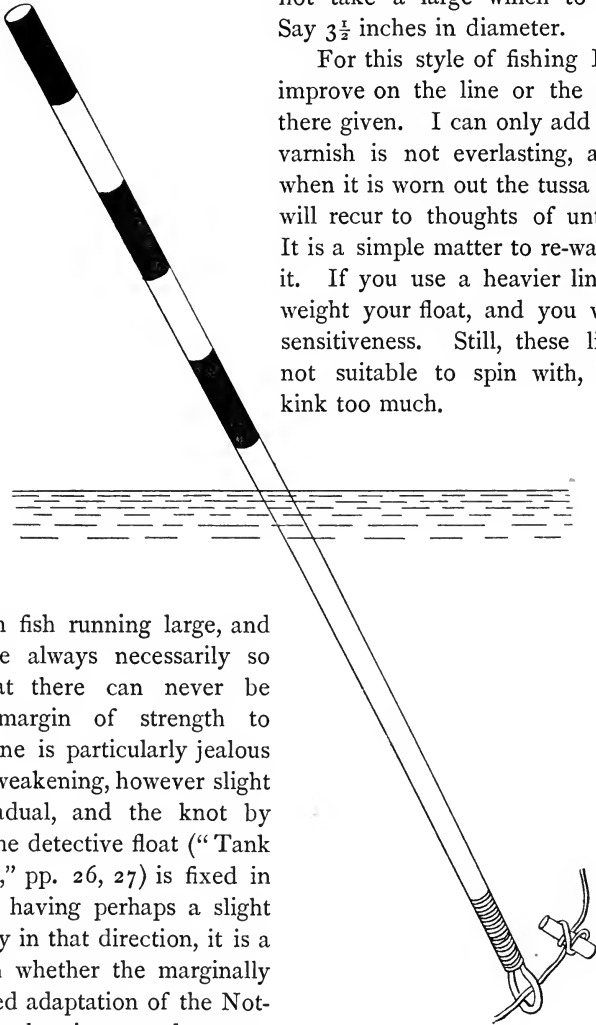 not take a large which to
Say 3½ inches in diameter.
For this style of fishing I
improve on the line or the
there given. I can only add
varnish is not everlasting, a
when it is worn out the tussa
will recur to thoughts of unt
It is a simple matter to re-wa
it. If you use a heavier lin
weight your float, and you v
sensitiveness. Still, these li
not suitable to spin with,
kink too much.
fish running large, and
e always necessarily so
at there can never be
margin of strength to
ne is particularly jealous
weakening, however slight
dual, and the knot by
ne detective float (“ Tank
,” pp. 26, 27) is fixed in
having perhaps a slight
y in that direction, it is a
whether the marginally
ed adaptation of the Not-